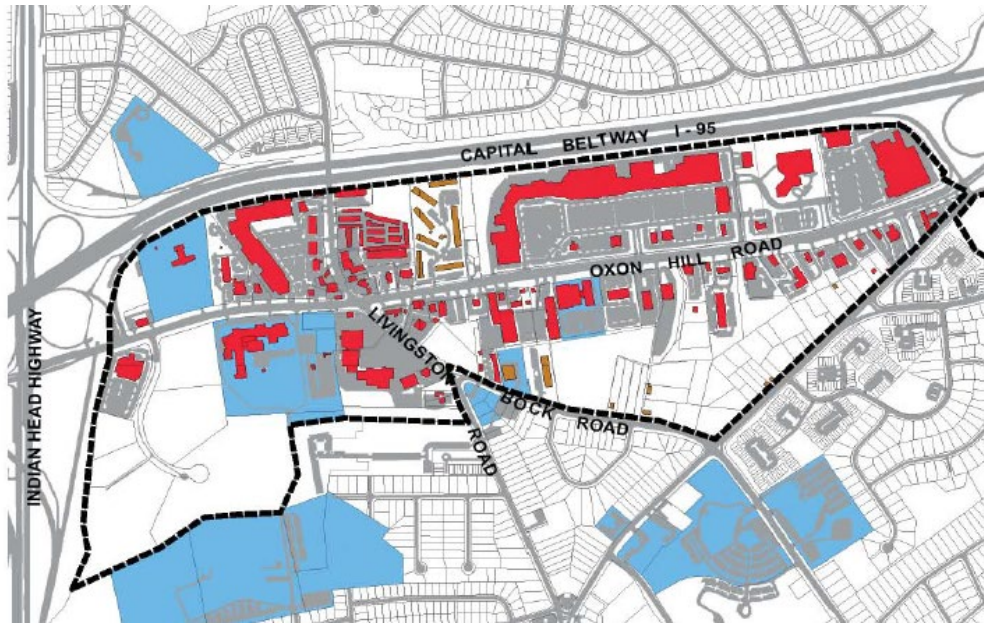 CAPITAL BELTWAY I - 95
OXON HILL ROAD
LIVINGSTON ROAD
BOCK ROAD
INDIAN HEAD HIGHWAY